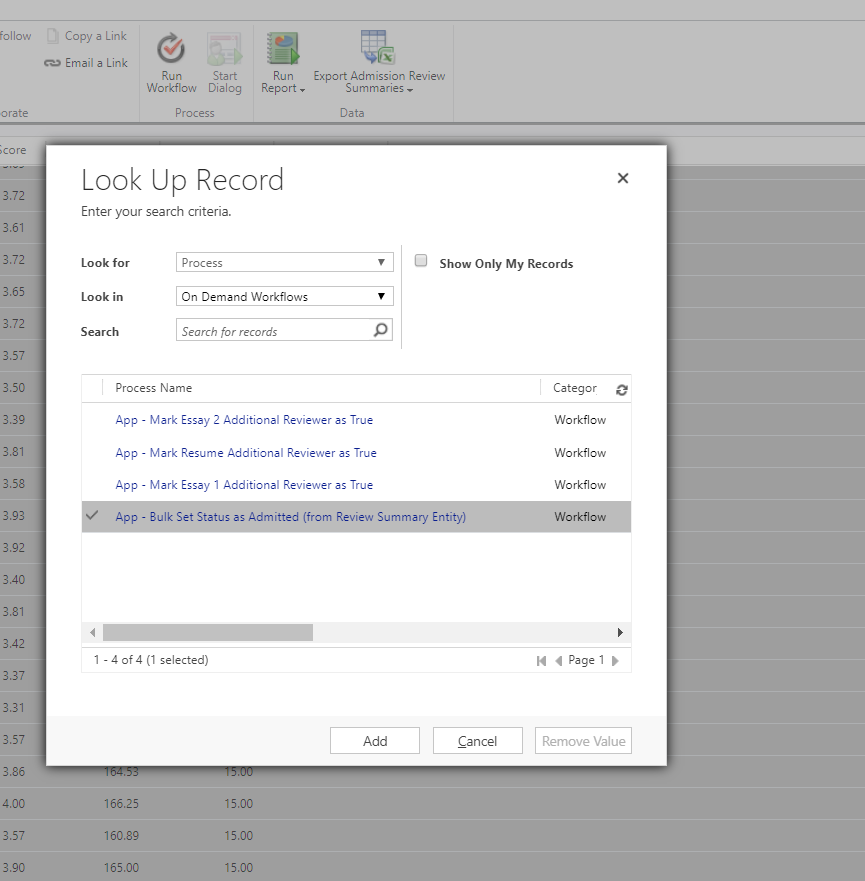 follow
Copy a Link
Email a Link
Run
Workflow
Start
Dialog
Run
Report
Export Admission Review
Summaries
orate
Process
Data
Score
3.72
3.61
3.72
3.65
3.72
3.57
3.50
3.39
3.81
3.58
3.93
3.92
3.40
3.81
3.42
3.37
3.31
3.57
Look Up Record
Enter your search criteria.
Look for
Process
Show Only My Records
Look in
On Demand Workflows
Search
Search for records
Process Name
Categor
App - Mark Essay 2 Additional Reviewer as True
Workflow
App - Mark Resume Additional Reviewer as True
Workflow
App - Mark Essay 1 Additional Reviewer as True
Workflow
App - Bulk Set Status as Admitted (from Review Summary Entity)
Workflow
1 - 4 of 4 (1 selected)
Page 1
Add
Cancel
Remove Value
3.86 164.53 15.00
4.00 166.25 15.00
3.57 160.89 15.00
3.90 165.00 15.00